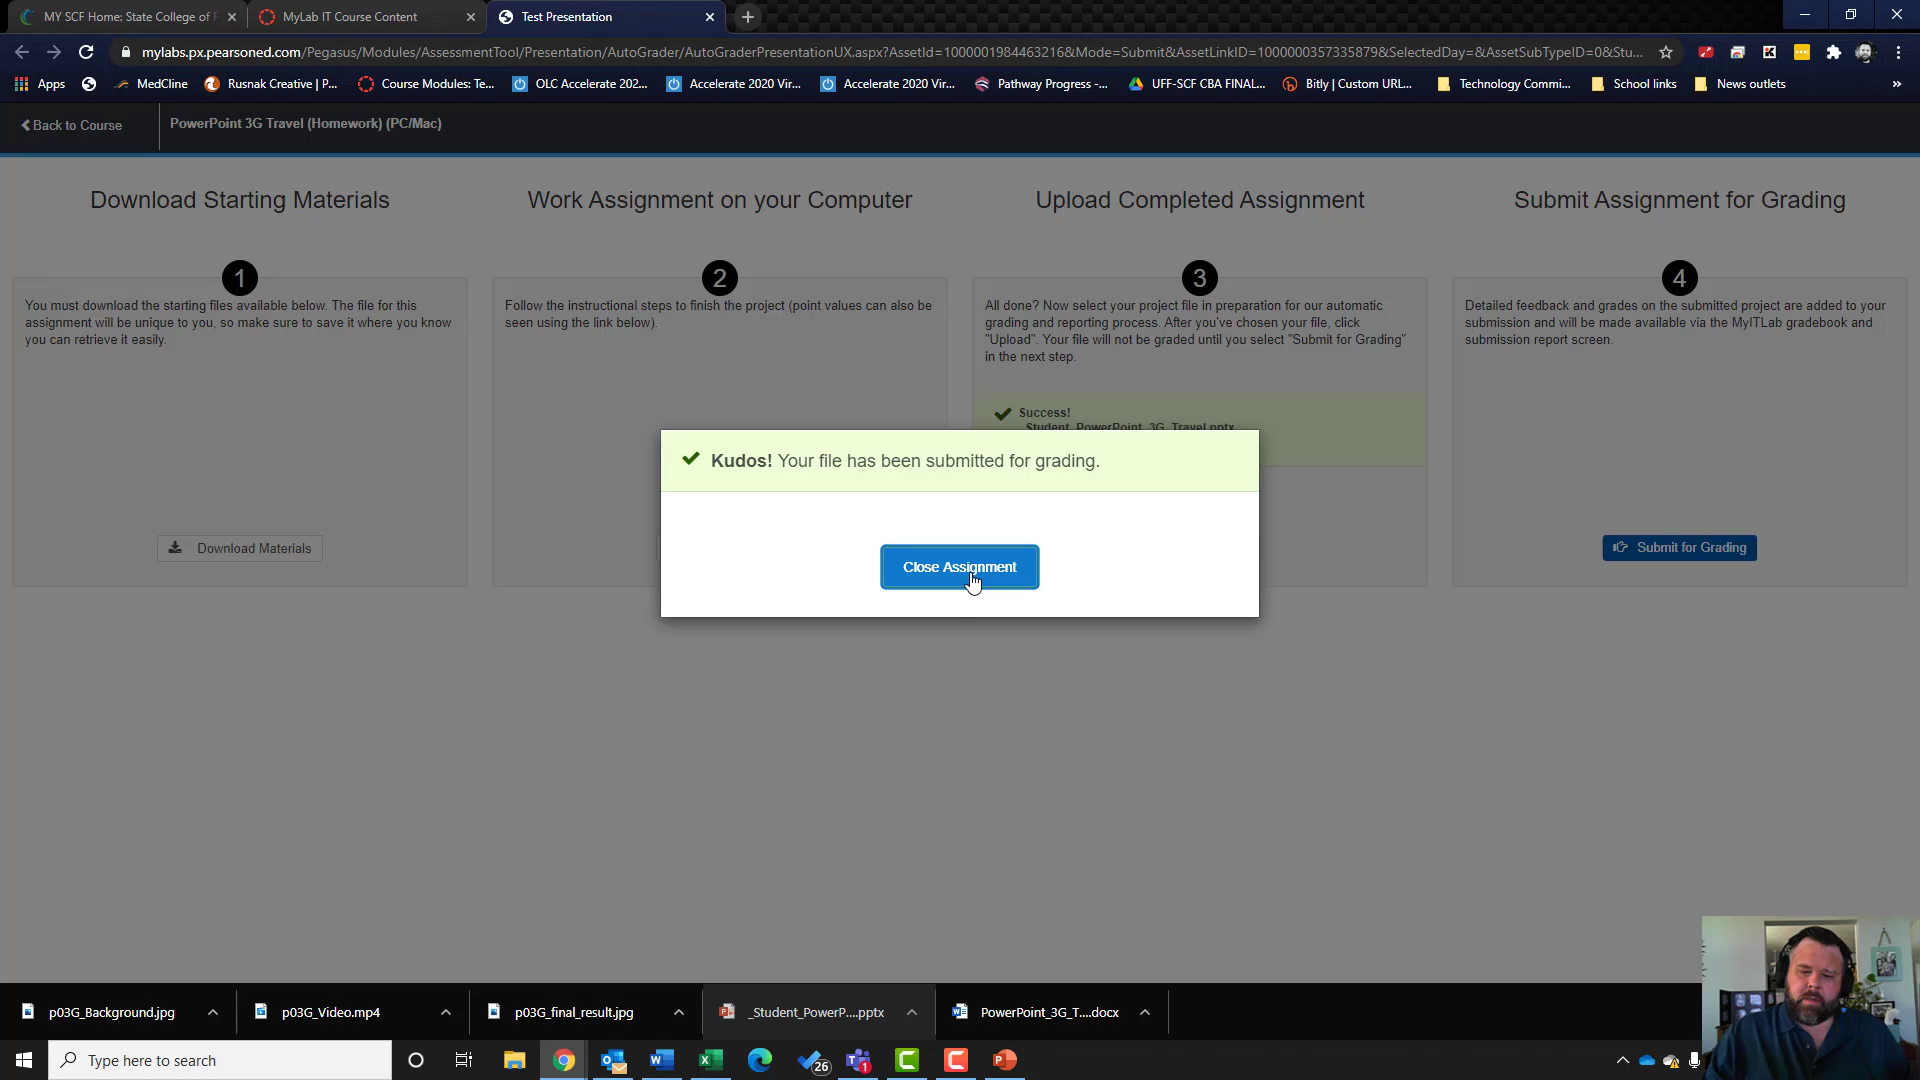 MY SCF Home: State College of F
MyLab IT Course Content
Test Presentation
mylabs.px.pearsoned.com/Pegasus/Modules/AssessmentTool/Presentation/AutoGrader/AutoGraderPresentationUX.aspx?AssetId=1000001984463216&Mode=Submit&AssetLinkID=1000000357335879&SelectedDay=&AssetSubTypeID=0&Stu...
Apps
MedCline
Rusnak Creative | P...
Course Modules: Te...
OLC Accelerate 202...
Accelerate 2020 Vir...
Accelerate 2020 Vir...
Pathway Progress -...
UFF-SCF CBA FINAL...
Bitly | Custom URL...
Technology Commi...
School links
News outlets
»
Back to Course
PowerPoint 3G Travel (Homework) (PC/Mac)
Download Starting Materials
1
You must download the starting files available below. The file for this
assignment will be unique to you, so make sure to save it where you know
you can retrieve it easily.
Download Materials
Work Assignment on your Computer
2
Follow the instructional steps to finish the project (point values can also be
seen using the link below).
Upload Completed Assignment
3
All done? Now select your project file in preparation for our automatic
grading and reporting process. After you've chosen your file, click
"Upload". Your file will not be graded until you select "Submit for Grading"
in the next step.
Success!
_Student_PowerPoint_3G_Travel.pptx
Submit Assignment for Grading
4
Detailed feedback and grades on the submitted project are added to your
submission and will be made available via the MyITLab gradebook and
submission report screen.
Submit for Grading
Kudos! Your file has been submitted for grading.
Close Assignment
p03G_Background.jpg
p03G_Video.mp4
p03G_final_result.jpg
_Student_PowerP....pptx
PowerPoint_3G_T....docx
Type here to search
26
1